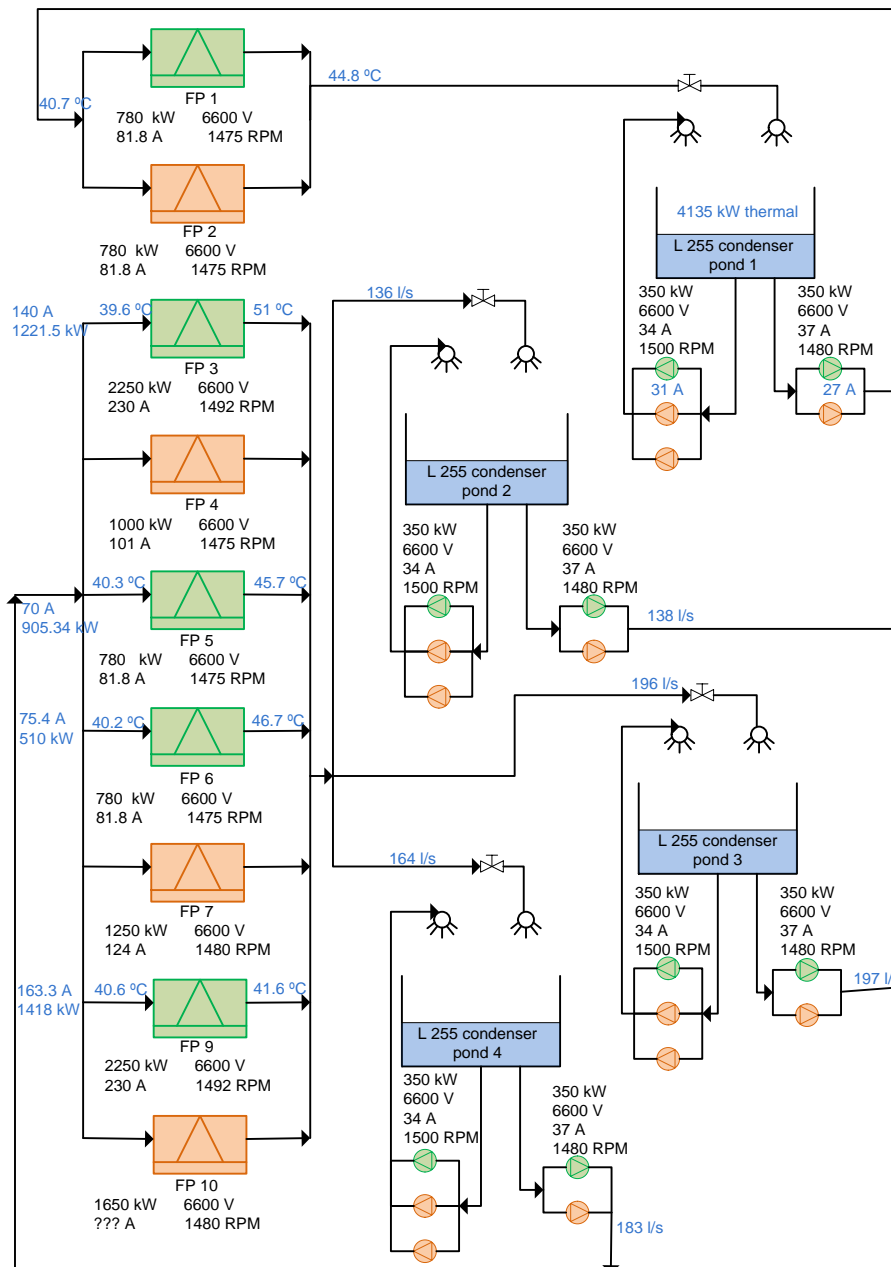 44.8 ºC
40.7 ºC
FP 1
780 kW 6600 V
81.8 A 1475 RPM
FP 2
780 kW 6600 V
81.8 A 1475 RPM
4135 kW thermal
L 255 condenser
pond 1
350 kW
6600 V
34 A
1500 RPM
31 A
350 kW
6600 V
37 A
1480 RPM
27 A
140 A
1221.5 kW
39.6 ºC
51 ºC
FP 3
2250 kW 6600 V
230 A 1492 RPM
136 l/s
FP 4
1000 kW 6600 V
101 A 1475 RPM
L 255 condenser
pond 2
350 kW
6600 V
34 A
1500 RPM
350 kW
6600 V
37 A
1480 RPM
138 l/s
40.3 ºC
45.7 ºC
70 A
905.34 kW
FP 5
780 kW 6600 V
81.8 A 1475 RPM
196 l/s
75.4 A
510 kW
40.2 ºC
46.7 ºC
FP 6
780 kW 6600 V
81.8 A 1475 RPM
L 255 condenser
pond 3
350 kW
6600 V
34 A
1500 RPM
350 kW
6600 V
37 A
1480 RPM
197 l/
164 l/s
FP 7
1250 kW 6600 V
124 A 1480 RPM
163.3 A
1418 kW
40.6 ºC
41.6 ºC
FP 9
2250 kW 6600 V
230 A 1492 RPM
L 255 condenser
pond 4
350 kW
6600 V
34 A
1500 RPM
350 kW
6600 V
37 A
1480 RPM
183 l/s
FP 10
1650 kW 6600 V
??? A 1480 RPM